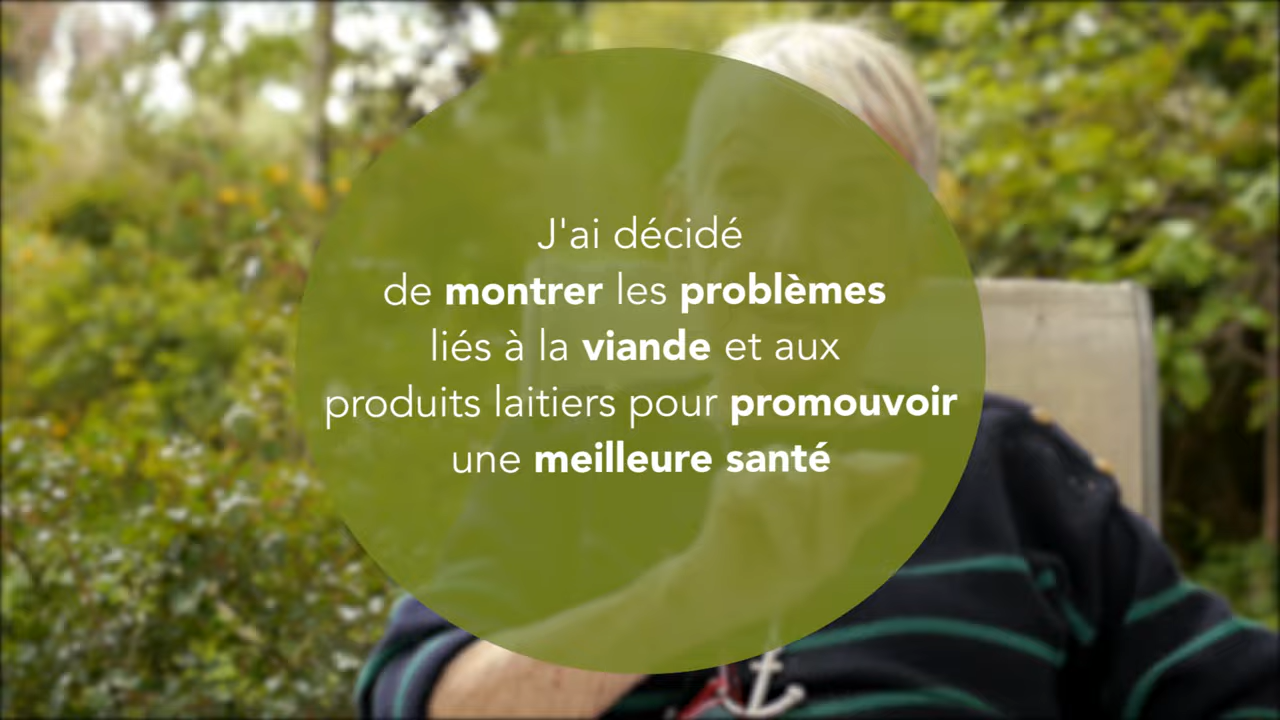 J'ai décidé
de montrer les problèmes
liés à la viande et aux
produits laitiers pour promouvoir
une meilleure santé